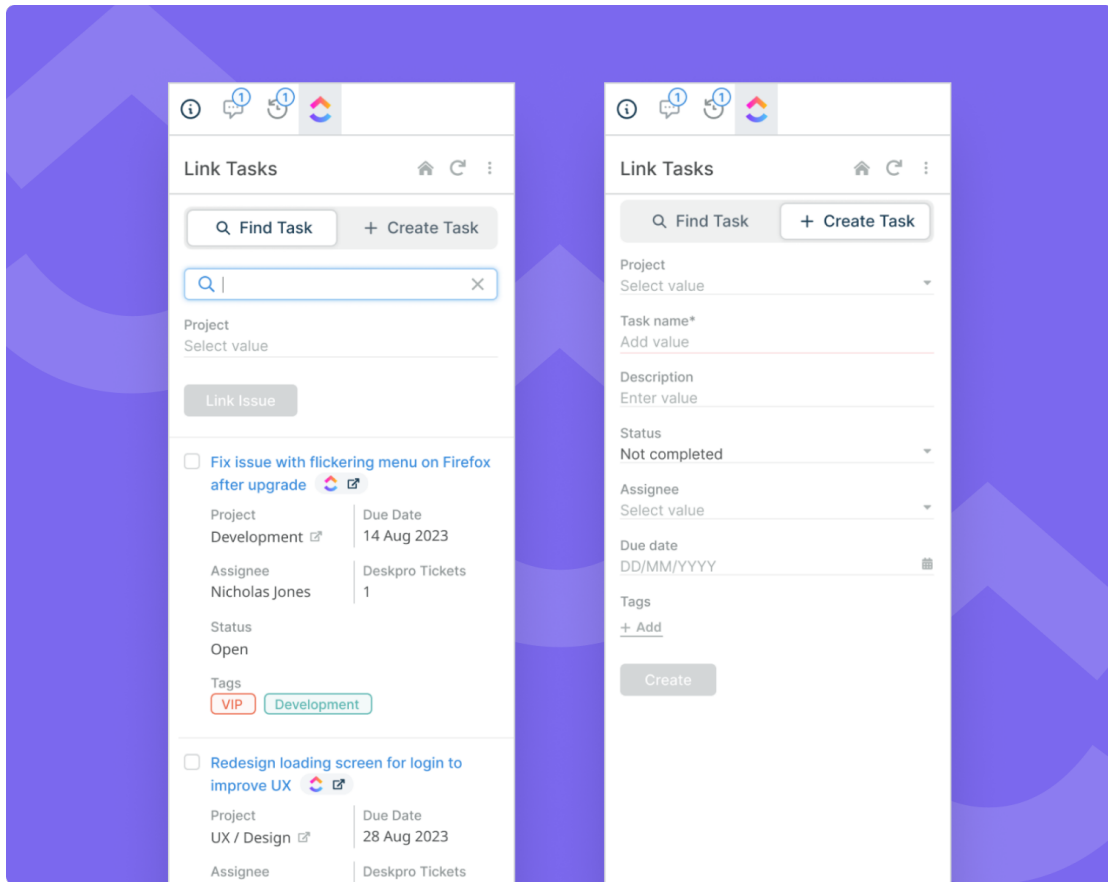 1 1
Link Tasks
Find Task + Create Task
Project
Select value
Link Issue
Fix issue with flickering menu on Firefox
after upgrade
Project Due Date
Development 14 Aug 2023
Assignee Deskpro Tickets
Nicholas Jones 1
Status
Open
Tags
VIP Development
Redesign loading screen for login to
improve UX
Project Due Date
UX / Design 28 Aug 2023
Assignee Deskpro Tickets
1 1
Link Tasks
Find Task + Create Task
Project
Select value
Task name*
Add value
Description
Enter value
Status
Not completed
Assignee
Select value
Due date
DD/MM/YYYY
Tags
+ Add
Create